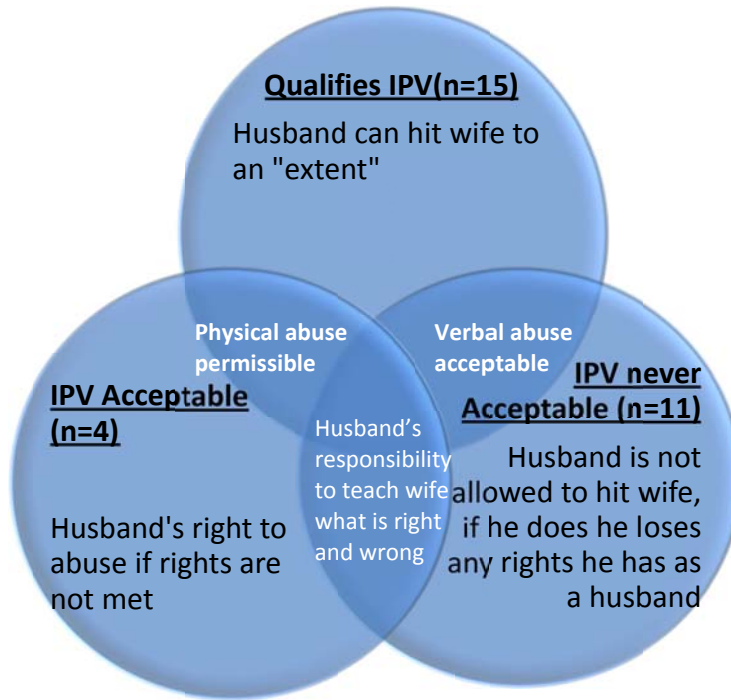 Qualifies IPV(n=15)
Husband can hit wife to
an "extent"
Physical abuse
permissible
Verbal abuse
acceptable
IPV Acceptable
(n=4)
Husband's right to
abuse if rights are
not met
Husband’s
responsibility
to teach wife
what is right
and wrong
IPV never
Acceptable (n=11)
Husband is not
allowed to hit wife,
if he does he loses
any rights he has as
a husband